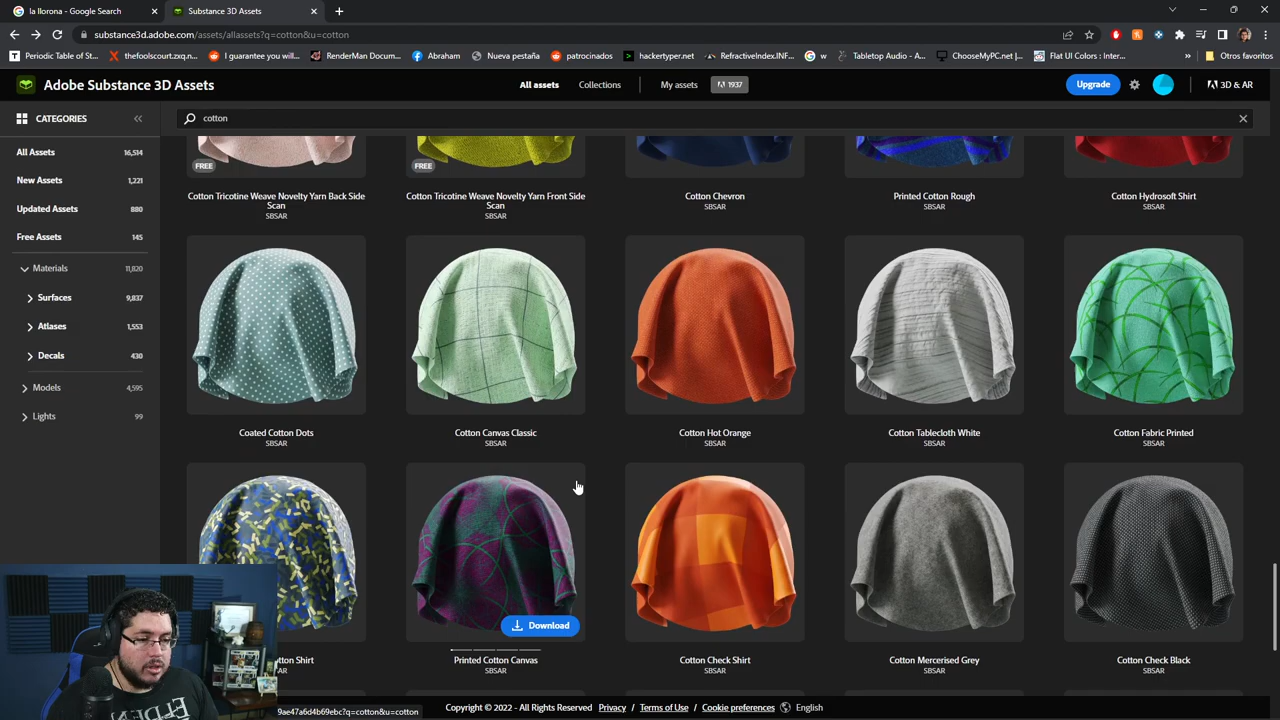 la llorona - Google Search
Substance 3D Assets
substance3d.adobe.com/assets/allassets?q=cotton&u=cotton
Periodic Table of St...
thefoolscourt.zxq.n...
I guarantee you will...
RenderMan Docum...
Abraham
Nueva pestaña
patrocinados
hackertyper.net
RefractiveIndex.INF...
w
Tabletop Audio - A...
ChooseMyPC.net |...
Flat UI Colors : Inter...
Otros favoritos
Adobe Substance 3D Assets
All assets
Collections
My assets
1937
Upgrade
3D & AR
CATEGORIES
cotton
All Assets 16,514
New Assets 1,221
Updated Assets 880
Free Assets 145
Materials 11,820
Surfaces 9,837
Atlases 1,553
Decals 430
Models 4,595
Lights 99
FREE
FREE
Cotton Tricotine Weave Novelty Yarn Back Side
Scan
SBSAR
Cotton Tricotine Weave Novelty Yarn Front Side
Scan
SBSAR
Cotton Chevron
SBSAR
Printed Cotton Rough
SBSAR
Cotton Hydrosoft Shirt
SBSAR
Coated Cotton Dots
SBSAR
Cotton Canvas Classic
SBSAR
Cotton Hot Orange
SBSAR
Cotton Tablecloth White
SBSAR
Cotton Fabric Printed
SBSAR
Download
Shirt
SBSAR
Printed Cotton Canvas
SBSAR
Cotton Check Shirt
SBSAR
Cotton Mercerised Grey
SBSAR
Cotton Check Black
SBSAR
9ae47a6d4b69ebc?q=cotton&u=cotton
Copyright © 2022 - All Rights Reserved
Privacy
Terms of Use
Cookie preferences
English